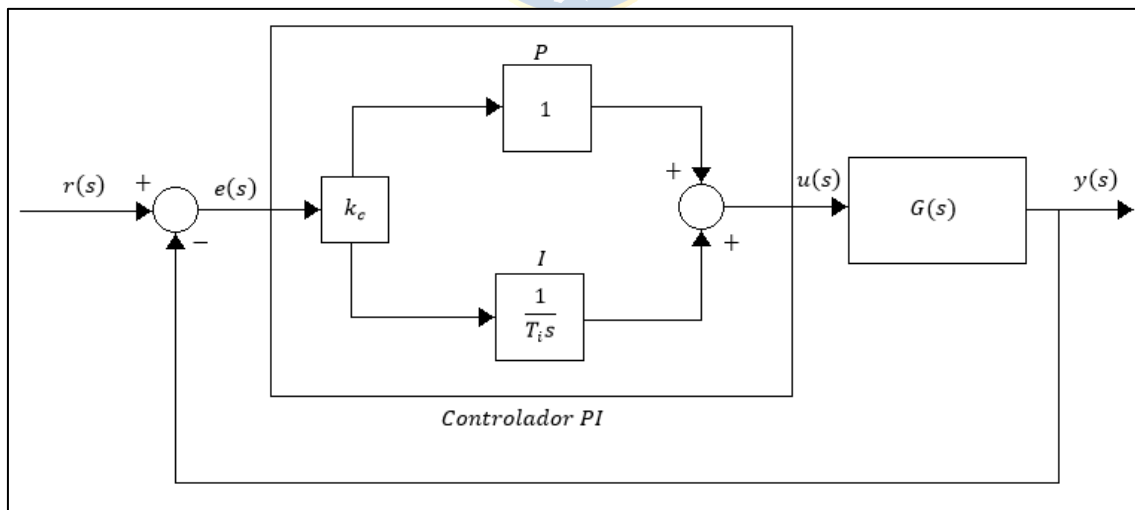 P
1
r(s)
+
e(s)
−
k_c
+
+
u(s)
G(s)
y(s)
I
1
T_i s
Controlador PI